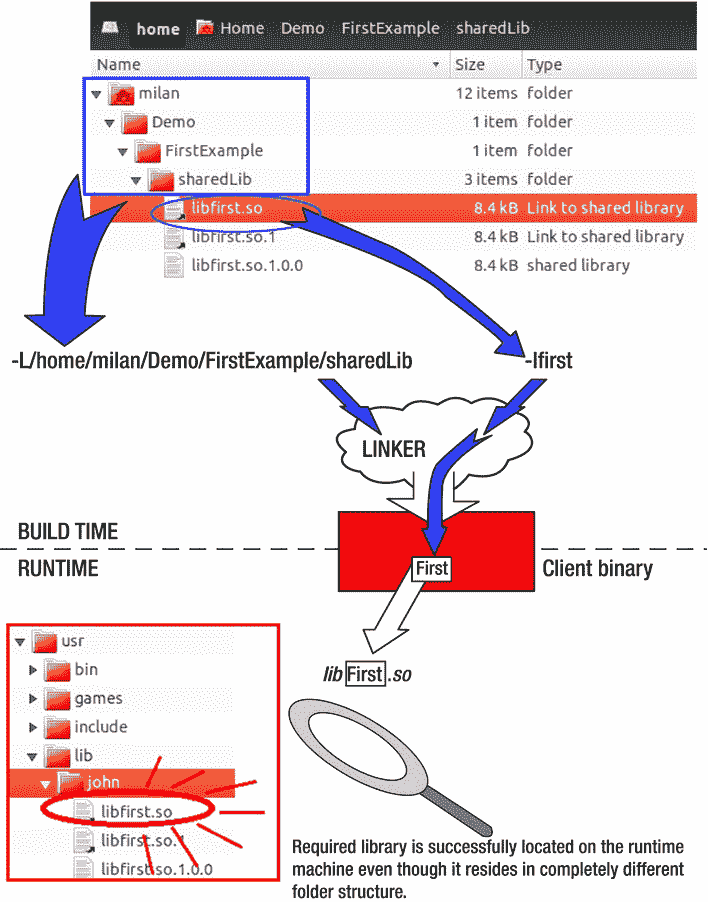 home Home Demo FirstExample sharedLib
Name Size Type
milan 12 items folder
Demo 1 item folder
FirstExample 1 item folder
sharedLib 3 items folder
libfirst.so 8.4 kB Link to shared library
libfirst.so.1 8.4 kB Link to shared library
libfirst.so.1.0.0 8.4 kB shared library
-L/home/milan/Demo/FirstExample/sharedLib -lfirst
LINKER
BUILD TIME
RUNTIME First Client binary
usr
bin
games
include
lib
john
libfirst.so
libfirst.so.1
libfirst.so.1.0.0
libFirst.so
Required library is successfully located on the runtime
machine even though it resides in completely different
folder structure.